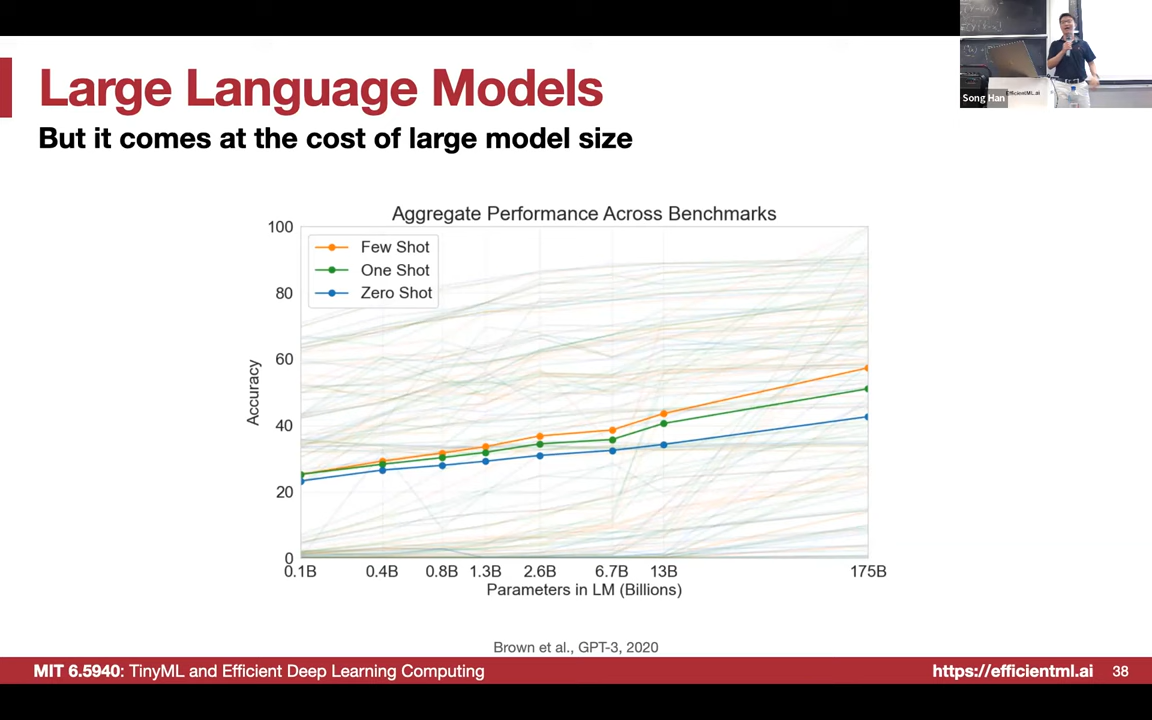 Large Language Models
But it comes at the cost of large model size
Song Han
EfficientML.ai
Aggregate Performance Across Benchmarks
Few Shot
One Shot
Zero Shot
Accuracy
100
80
60
40
20
0
0.1B 0.4B 0.8B 1.3B 2.6B 6.7B 13B 175B
Parameters in LM (Billions)
Brown et al., GPT-3, 2020
MIT 6.5940: TinyML and Efficient Deep Learning Computing
https://efficientml.ai 38